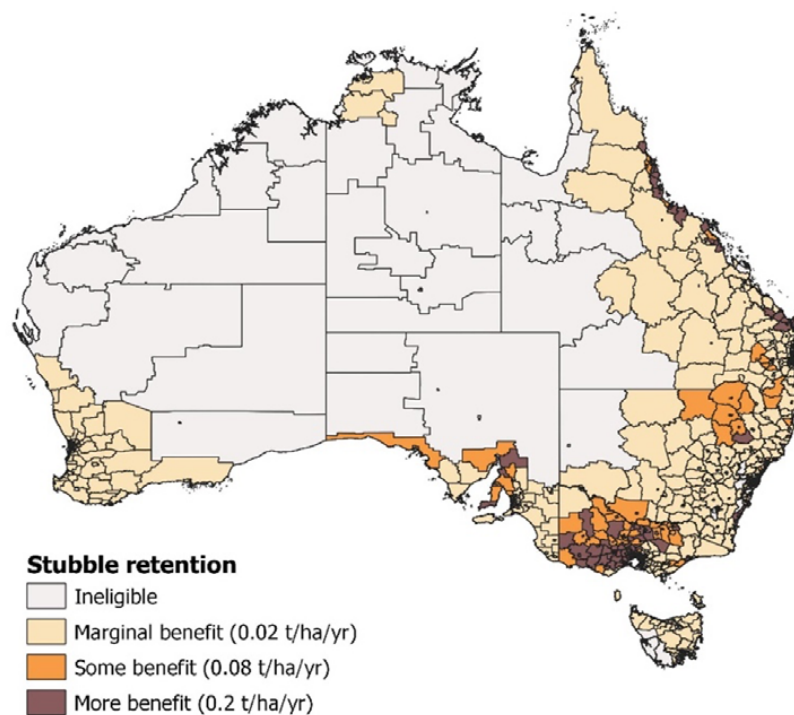 Stubble retention
Ineligible
Marginal benefit (0.02 t/ha/yr)
Some benefit (0.08 t/ha/yr)
More benefit (0.2 t/ha/yr)